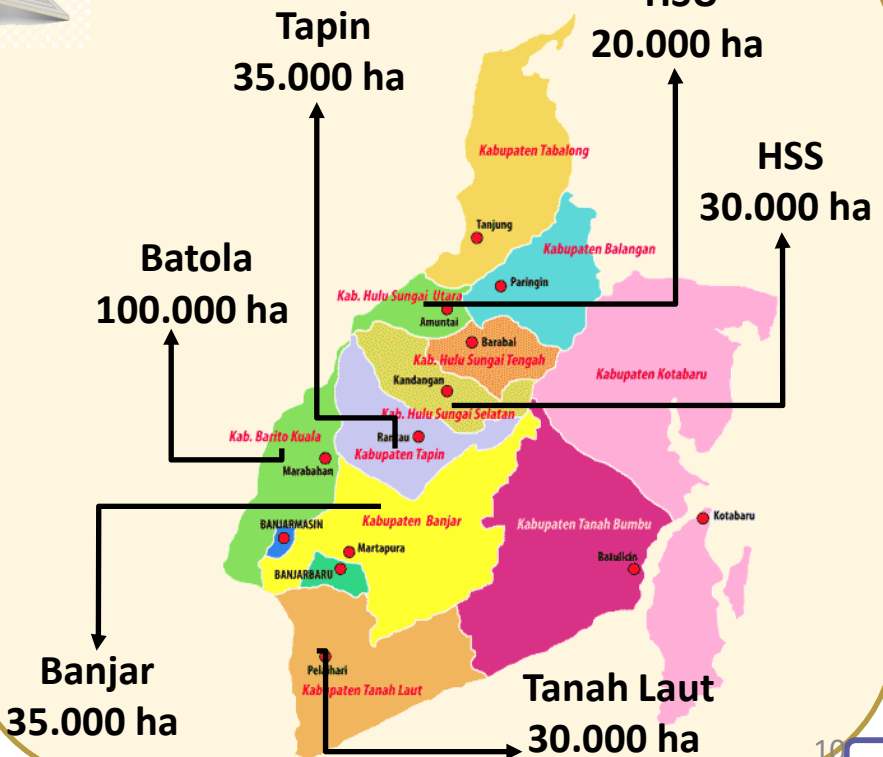 HSU
Tapin
35.000 ha
20.000 ha
Kabupaten Tabalong
HSS
30.000 ha
Tanjung
Kabupaten Balangan
Batola
100.000 ha
Paringin
Kab. Hulu Sungai Utara
Amuntai
Barabai
Kab. Hulu Sungai Tengah
Kabupaten Kotabaru
Kandangan
Kab. Hulu Sungai Selatan
Kab. Barito Kuala
Rantau
Kabupaten Tapin
Marabahan
Kabupaten Banjar
Kabupaten Tanah Bumbu
Kotabaru
BANJARMASIN
Martapura
Batulicin
BANJARBARU
Banjar
35.000 ha
Pelaihari
Kabupaten Tanah Laut
Tanah Laut
30.000 ha
10